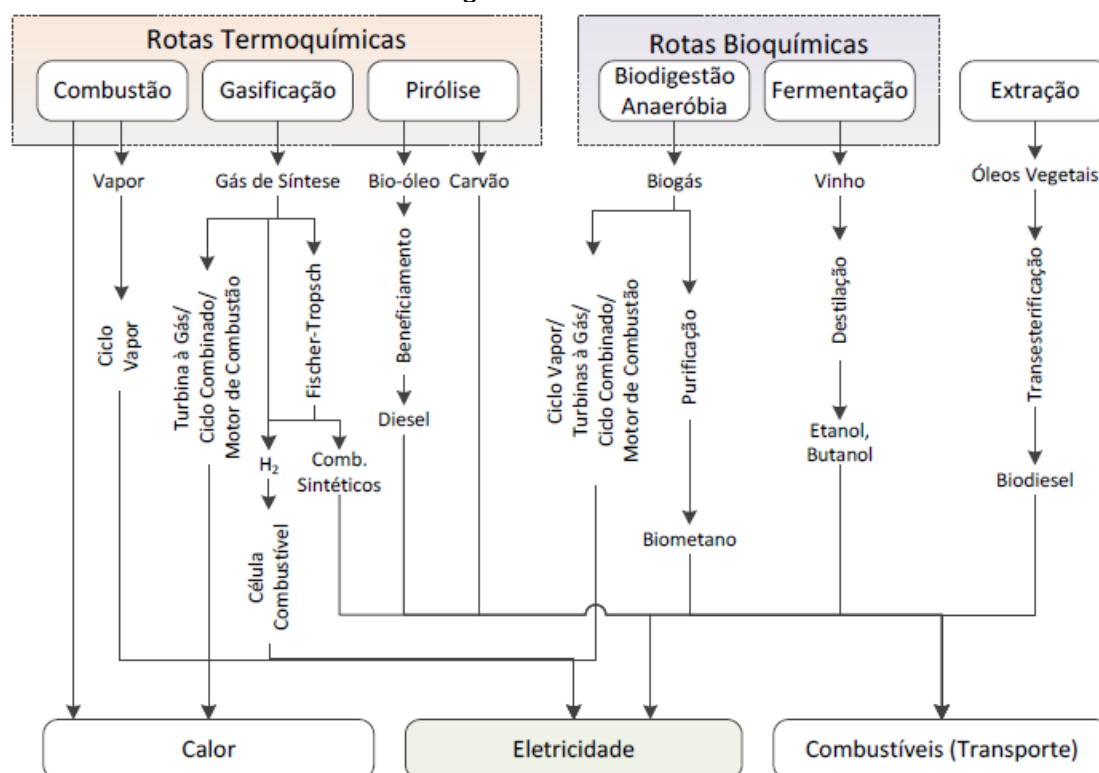 Rotas Termoquímicas
Rotas Bioquímicas
Combustão
Gasificação
Pirólise
Biodigestão
Anaeróbia
Fermentação
Extração
Vapor
Gás de Síntese
Bio-óleo
Carvão
Biogás
Vinho
Óleos Vegetais
Ciclo
Vapor
Turbina à Gás/
Ciclo Combinado/
Motor de Combustão
Fischer-Tropsch
Beneficiamento
Ciclo Vapor/
Turbinas à Gás/
Ciclo Combinado/
Motor de Combustão
Purificação
Destilação
Transesterificação
Diesel
H₂
Comb.
Sintéticos
Etanol,
Butanol
Biodiesel
Célula
Combustível
Biometano
Calor
Eletricidade
Combustíveis (Transporte)